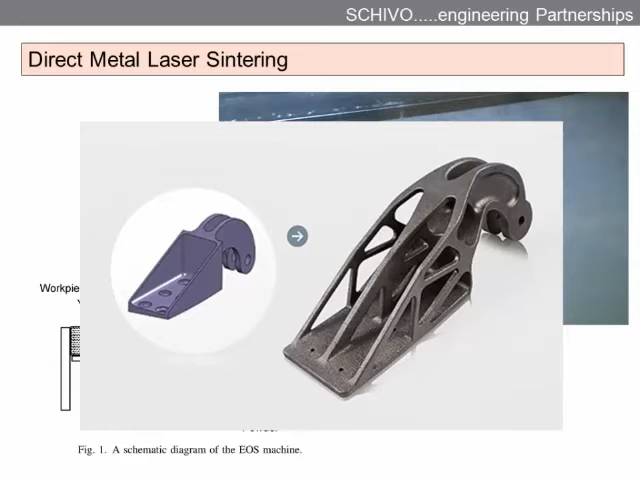 SCHIVO.....engineering Partnerships
Direct Metal Laser Sintering
Fig. 1. A schematic diagram of the EOS machine.